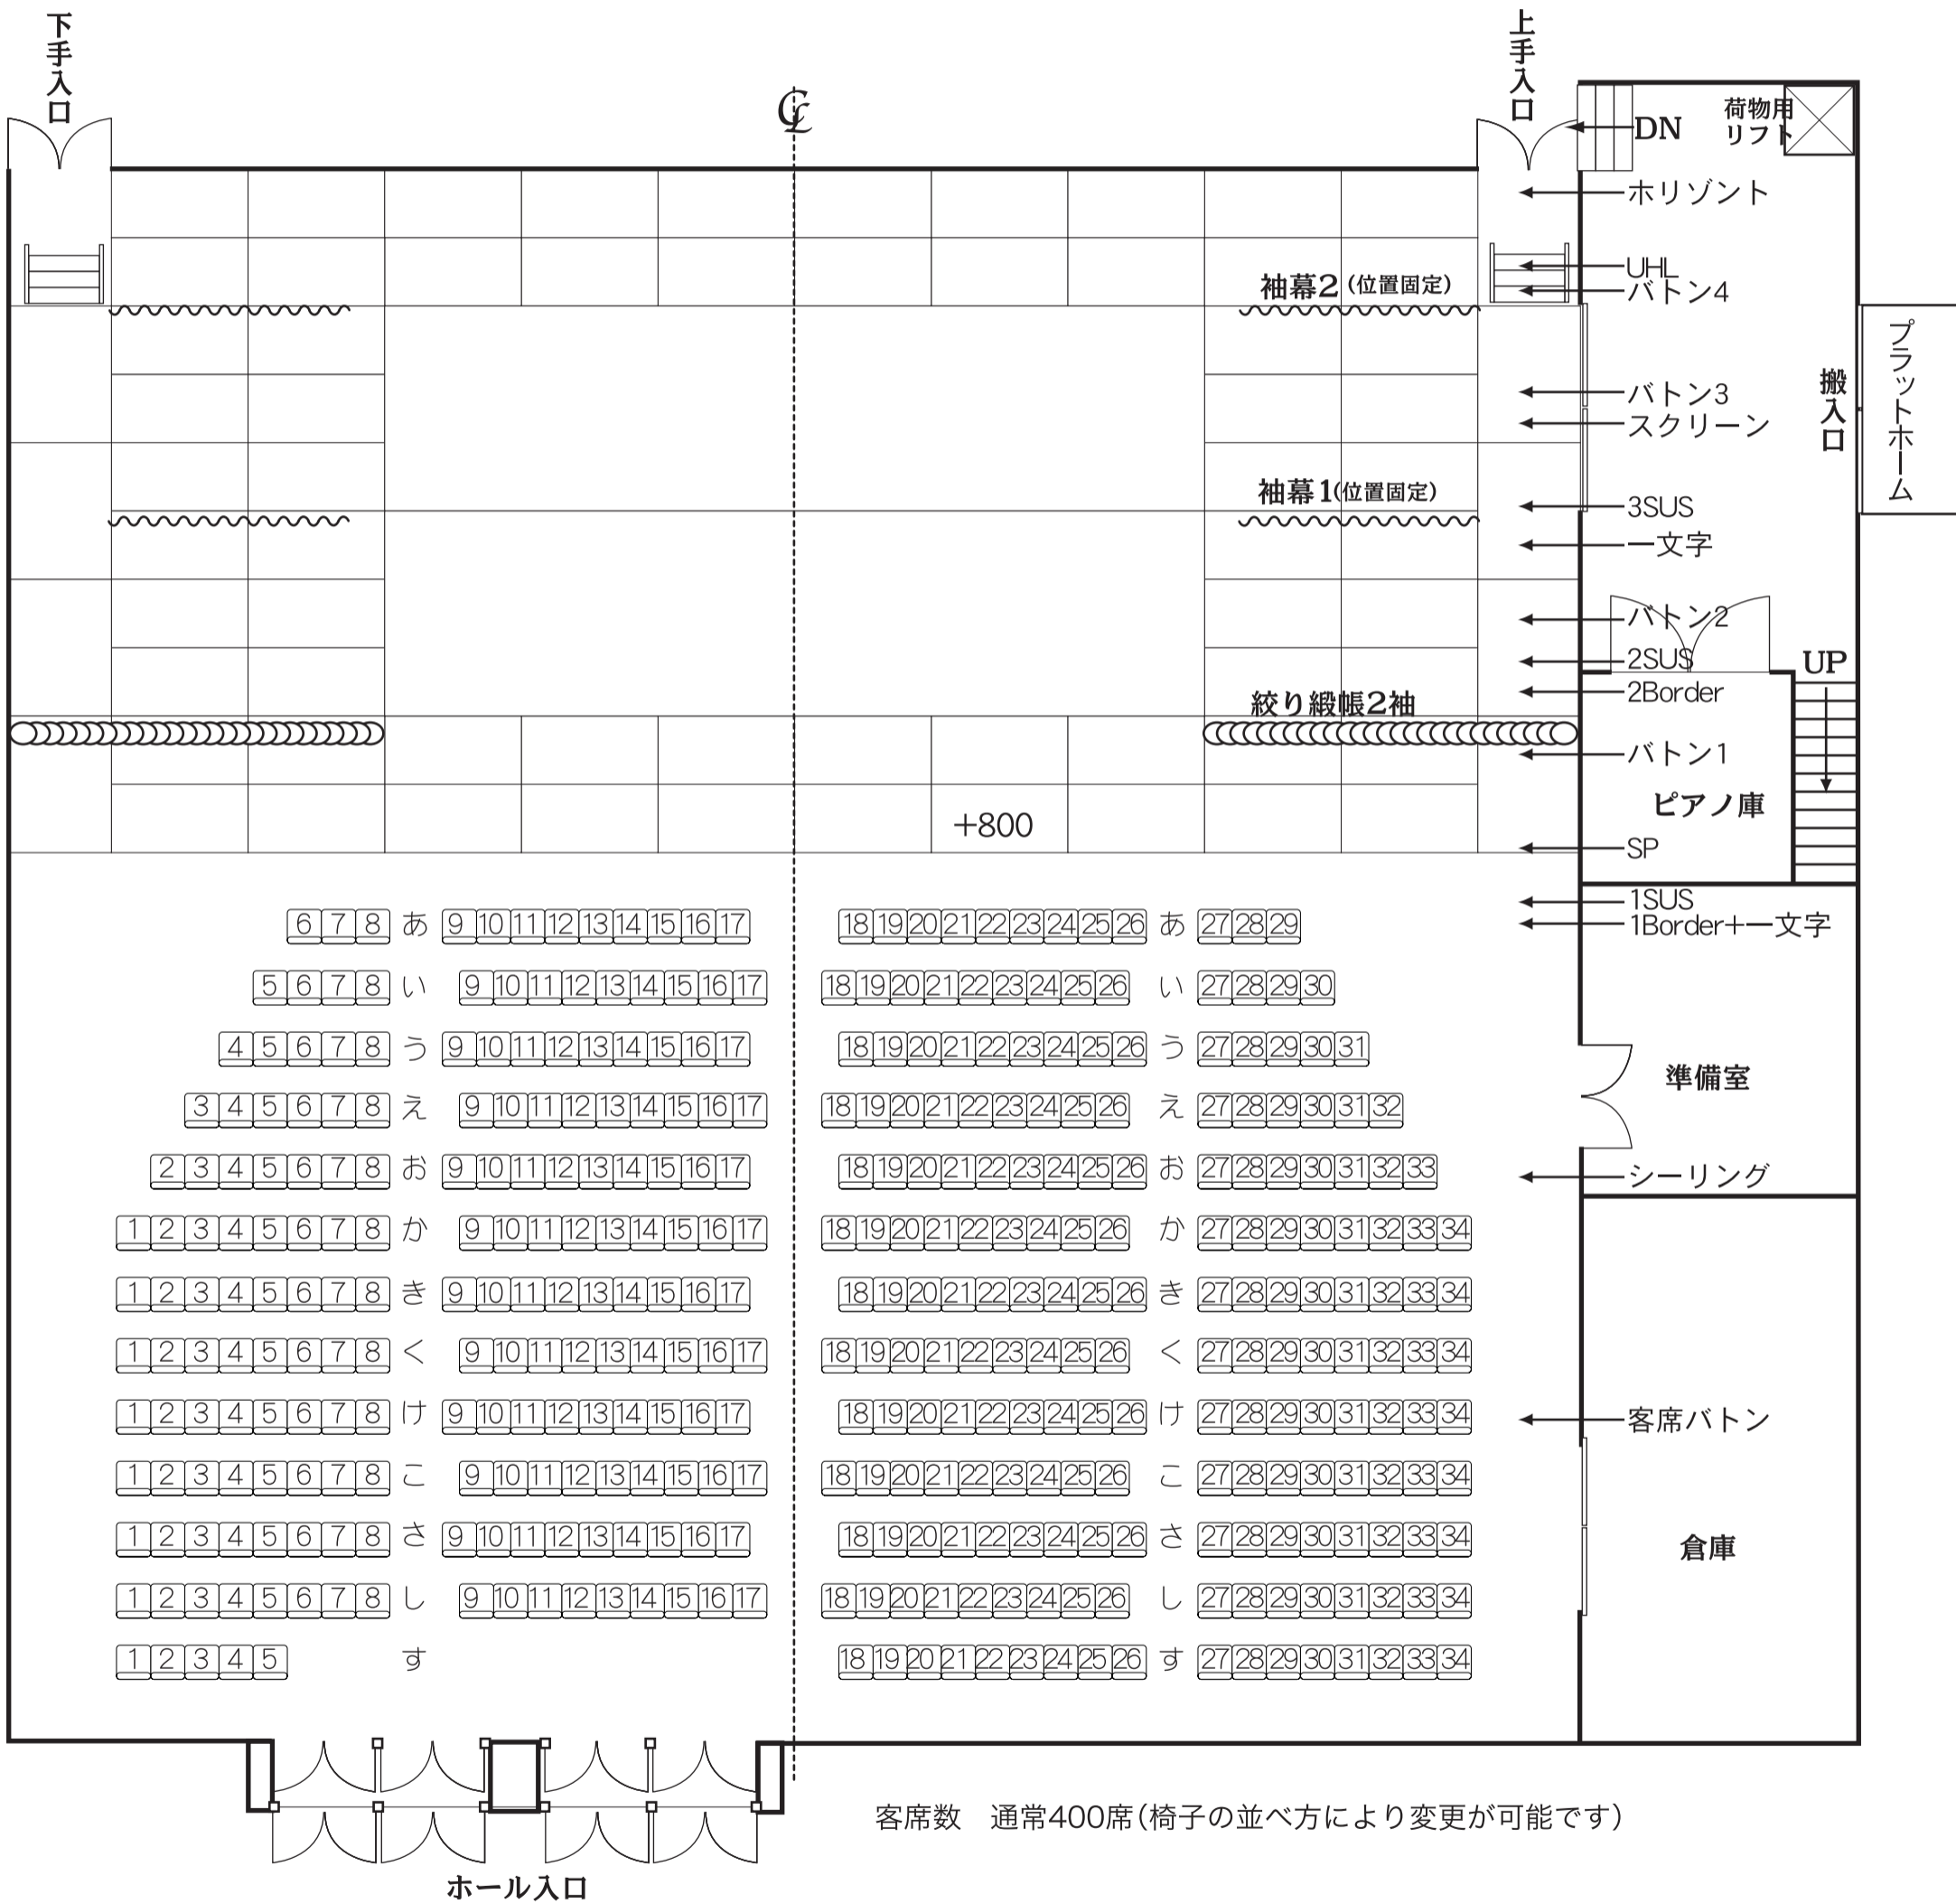 下手入口
上手入口
CL
DN
荷物用
リフト
ホリゾント
UHL
袖幕2（位置固定）
バトン4
プラットホーム
搬入口
バトン3
スクリーン
袖幕1（位置固定）
3SUS
一文字
バトン2
2SUS
UP
2Border
絞り緞帳2袖
バトン1
ピアノ庫
+800
SP
1SUS
1Border+一文字
6 7 8 あ 9 10 11 12 13 14 15 16 17 18 19 20 21 22 23 24 25 26 あ 27 28 29
5 6 7 8 い 9 10 11 12 13 14 15 16 17 18 19 20 21 22 23 24 25 26 い 27 28 29 30
4 5 6 7 8 う 9 10 11 12 13 14 15 16 17 18 19 20 21 22 23 24 25 26 う 27 28 29 30 31
準備室
3 4 5 6 7 8 え 9 10 11 12 13 14 15 16 17 18 19 20 21 22 23 24 25 26 え 27 28 29 30 31 32
2 3 4 5 6 7 8 お 9 10 11 12 13 14 15 16 17 18 19 20 21 22 23 24 25 26 お 27 28 29 30 31 32 33
シーリング
1 2 3 4 5 6 7 8 か 9 10 11 12 13 14 15 16 17 18 19 20 21 22 23 24 25 26 か 27 28 29 30 31 32 33 34
1 2 3 4 5 6 7 8 き 9 10 11 12 13 14 15 16 17 18 19 20 21 22 23 24 25 26 き 27 28 29 30 31 32 33 34
1 2 3 4 5 6 7 8 く 9 10 11 12 13 14 15 16 17 18 19 20 21 22 23 24 25 26 く 27 28 29 30 31 32 33 34
1 2 3 4 5 6 7 8 け 9 10 11 12 13 14 15 16 17 18 19 20 21 22 23 24 25 26 け 27 28 29 30 31 32 33 34
客席バトン
1 2 3 4 5 6 7 8 こ 9 10 11 12 13 14 15 16 17 18 19 20 21 22 23 24 25 26 こ 27 28 29 30 31 32 33 34
1 2 3 4 5 6 7 8 さ 9 10 11 12 13 14 15 16 17 18 19 20 21 22 23 24 25 26 さ 27 28 29 30 31 32 33 34
倉庫
1 2 3 4 5 6 7 8 し 9 10 11 12 13 14 15 16 17 18 19 20 21 22 23 24 25 26 し 27 28 29 30 31 32 33 34
1 2 3 4 5 す 18 19 20 21 22 23 24 25 26 す 27 28 29 30 31 32 33 34
客席数　通常400席（椅子の並べ方により変更が可能です）
ホール入口